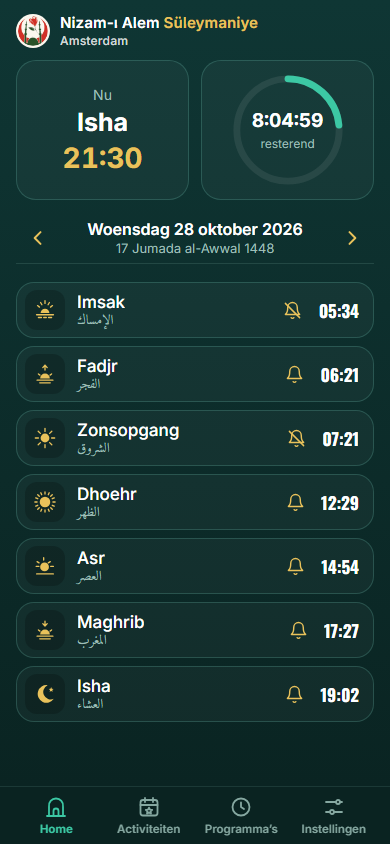 Nizam-ı Alem Süleymaniye
Amsterdam
Nu
Isha
21:30
8:04:59
resterend
Woensdag 28 oktober 2026
17 Jumada al-Awwal 1448
Imsak
الإمساك
05:34
Fadjr
الفجر
06:21
Zonsopgang
الشروق
07:21
Dhoehr
الظهر
12:29
Asr
العصر
14:54
Maghrib
المغرب
17:27
Isha
العشاء
19:02
Home
Activiteiten
Programma's
Instellingen